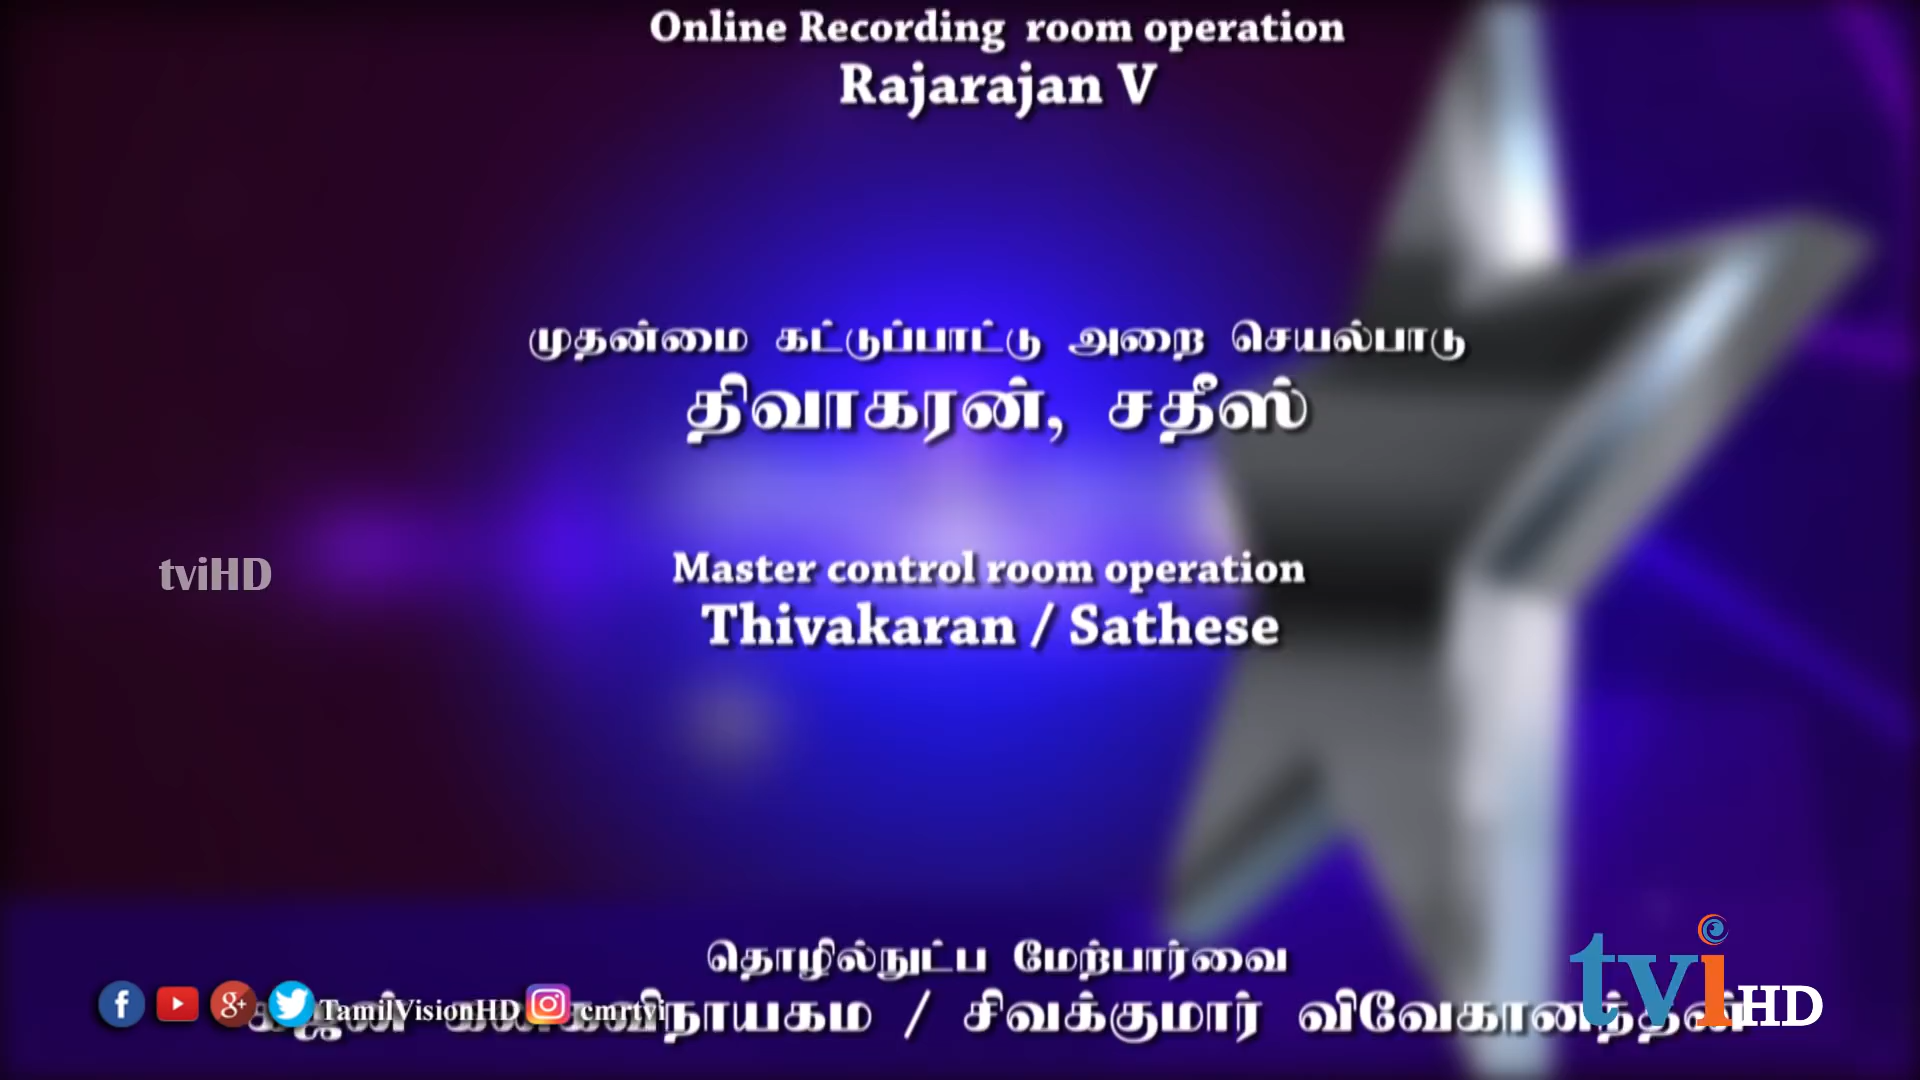 Online Recording room operation
Rajarajan V
முதன்மை கட்டுப்பாட்டு அறை செயல்பாடு
திவாகரன், சதீஸ்
tviHD
Master control room operation
Thivakaran / Sathese
தொழில்நுட்ப மேற்பார்வை
/ சிவக்குமார் விவேகானந்தன்
TamilVisionHD cmrtvi
tvi HD